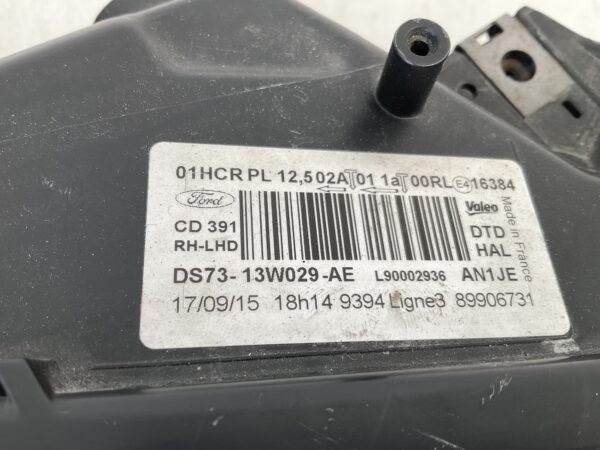 01HCR PL 12,5 02A 01 1a 00RL E4 16384
Ford
Valeo
CD 391
DTD
RH-LHD
HAL
Made in France
DS73-13W029-AE L90002936 AN1JE
17/09/15 18h14 9394 Ligne3 89906731